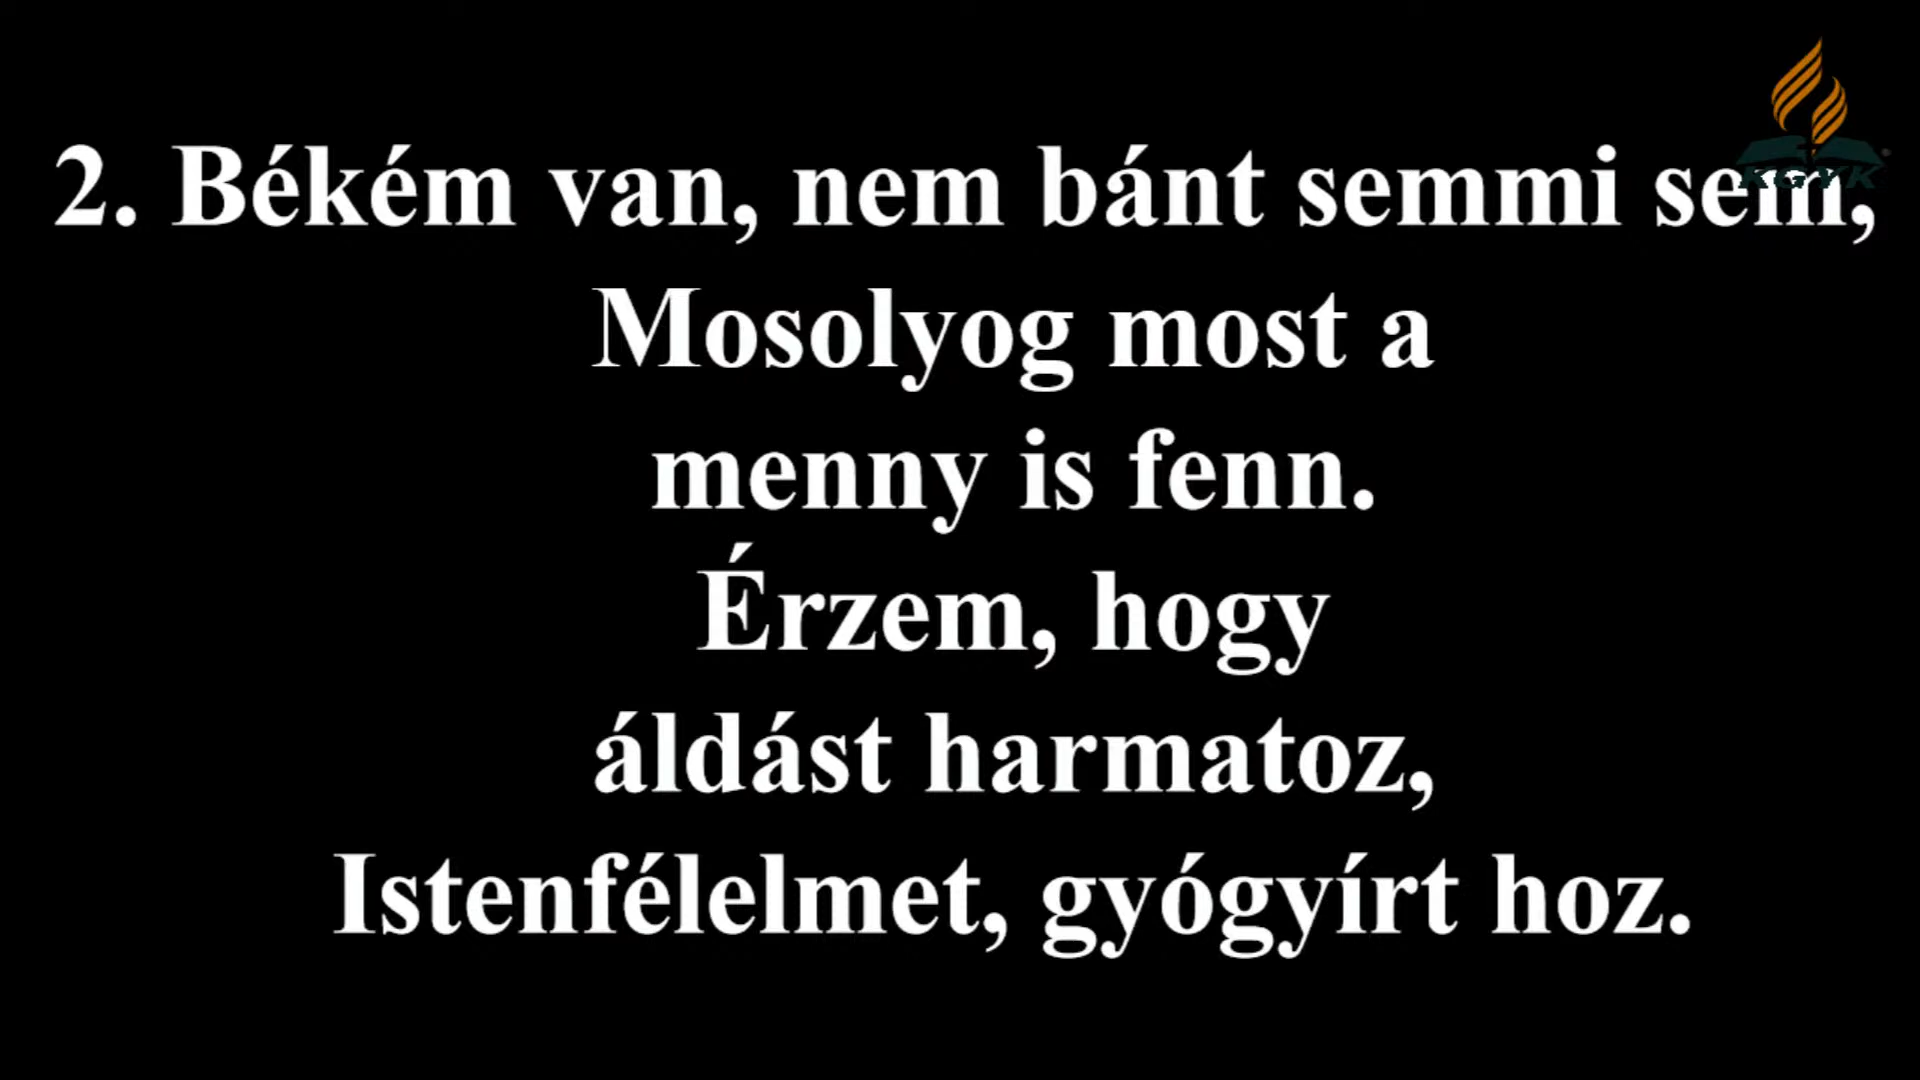 KGYK
2. Békém van, nem bánt semmi sem,
Mosolyog most a
menny is fenn.
Érzem, hogy
áldást harmatoz,
Istenfélelmet, gyógyírt hoz.